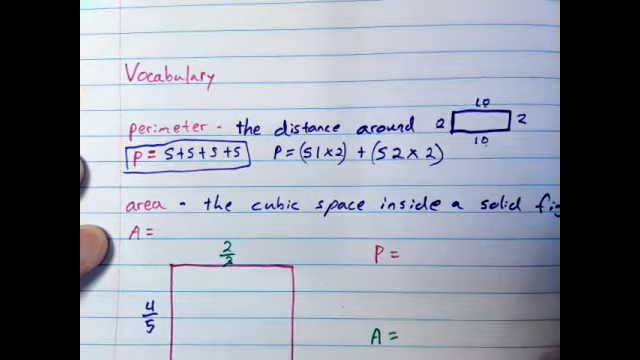 Vocabulary
10
perimeter - the distance around 2 2
10
P = S+S+S+S P = (S1 x 2) + (S2 x 2)
area - the cubic space inside a solid
A =
2/3
P =
4/5
A =